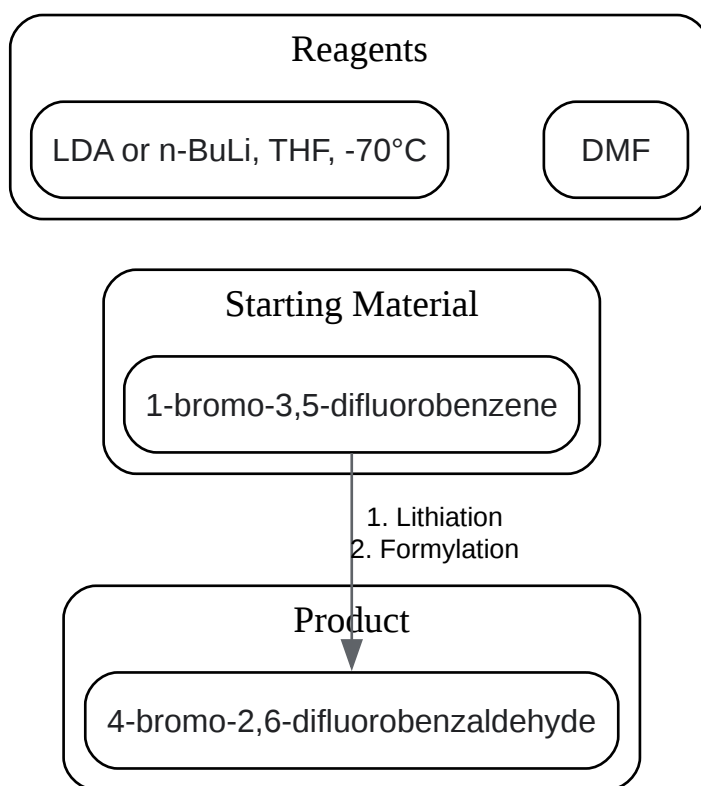 Reagents
LDA or n-BuLi, THF, -70°C
DMF
Starting Material
1-bromo-3,5-difluorobenzene
1. Lithiation
2. Formylation
Product
4-bromo-2,6-difluorobenzaldehyde